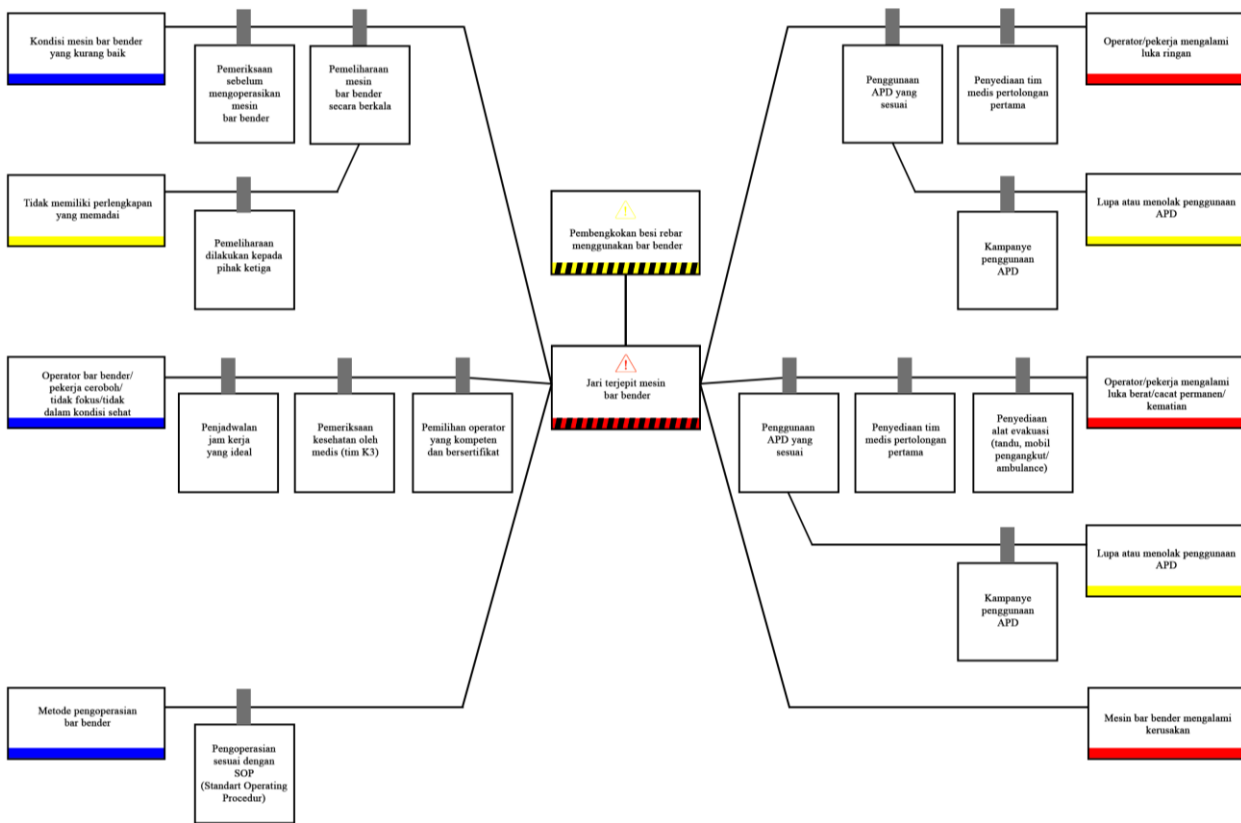 Kondisi mesin bar bender
yang kurang baik
Pemeriksaan
sebelum
mengoperasikan
mesin
bar bender
Pemeliharaan
mesin
bar bender
secara berkala
Tidak memiliki perlengkapan
yang memadai
Pemeliharaan
dilakukan kepada
pihak ketiga
Operator bar bender/
pekerja ceroboh/
tidak fokus/tidak
dalam kondisi sehat
Penjadwalan
jam kerja
yang ideal
Pemeriksaan
kesehatan oleh
medis (tim K3)
Pemilihan operator
yang kompeten
dan bersertifikat
Metode pengoperasian
bar bender
Pengoperasian
sesuai dengan
SOP
(Standart Operating
Procedur)
!
Pembengkokan besi rebar
menggunakan bar bender
!
Jari terjepit mesin
bar bender
Penggunaan
APD yang
sesuai
Penyediaan tim
medis pertolongan
pertama
Operator/pekerja mengalami
luka ringan
Kampanye
penggunaan
APD
Lupa atau menolak penggunaan
APD
Penggunaan
APD yang
sesuai
Penyediaan tim
medis pertolongan
pertama
Penyediaan
alat evakuasi
(tandu, mobil
pengangkut/
ambulance)
Operator/pekerja mengalami
luka berat/cacat permanen/
kematian
Kampanye
penggunaan
APD
Lupa atau menolak penggunaan
APD
Mesin bar bender mengalami
kerusakan